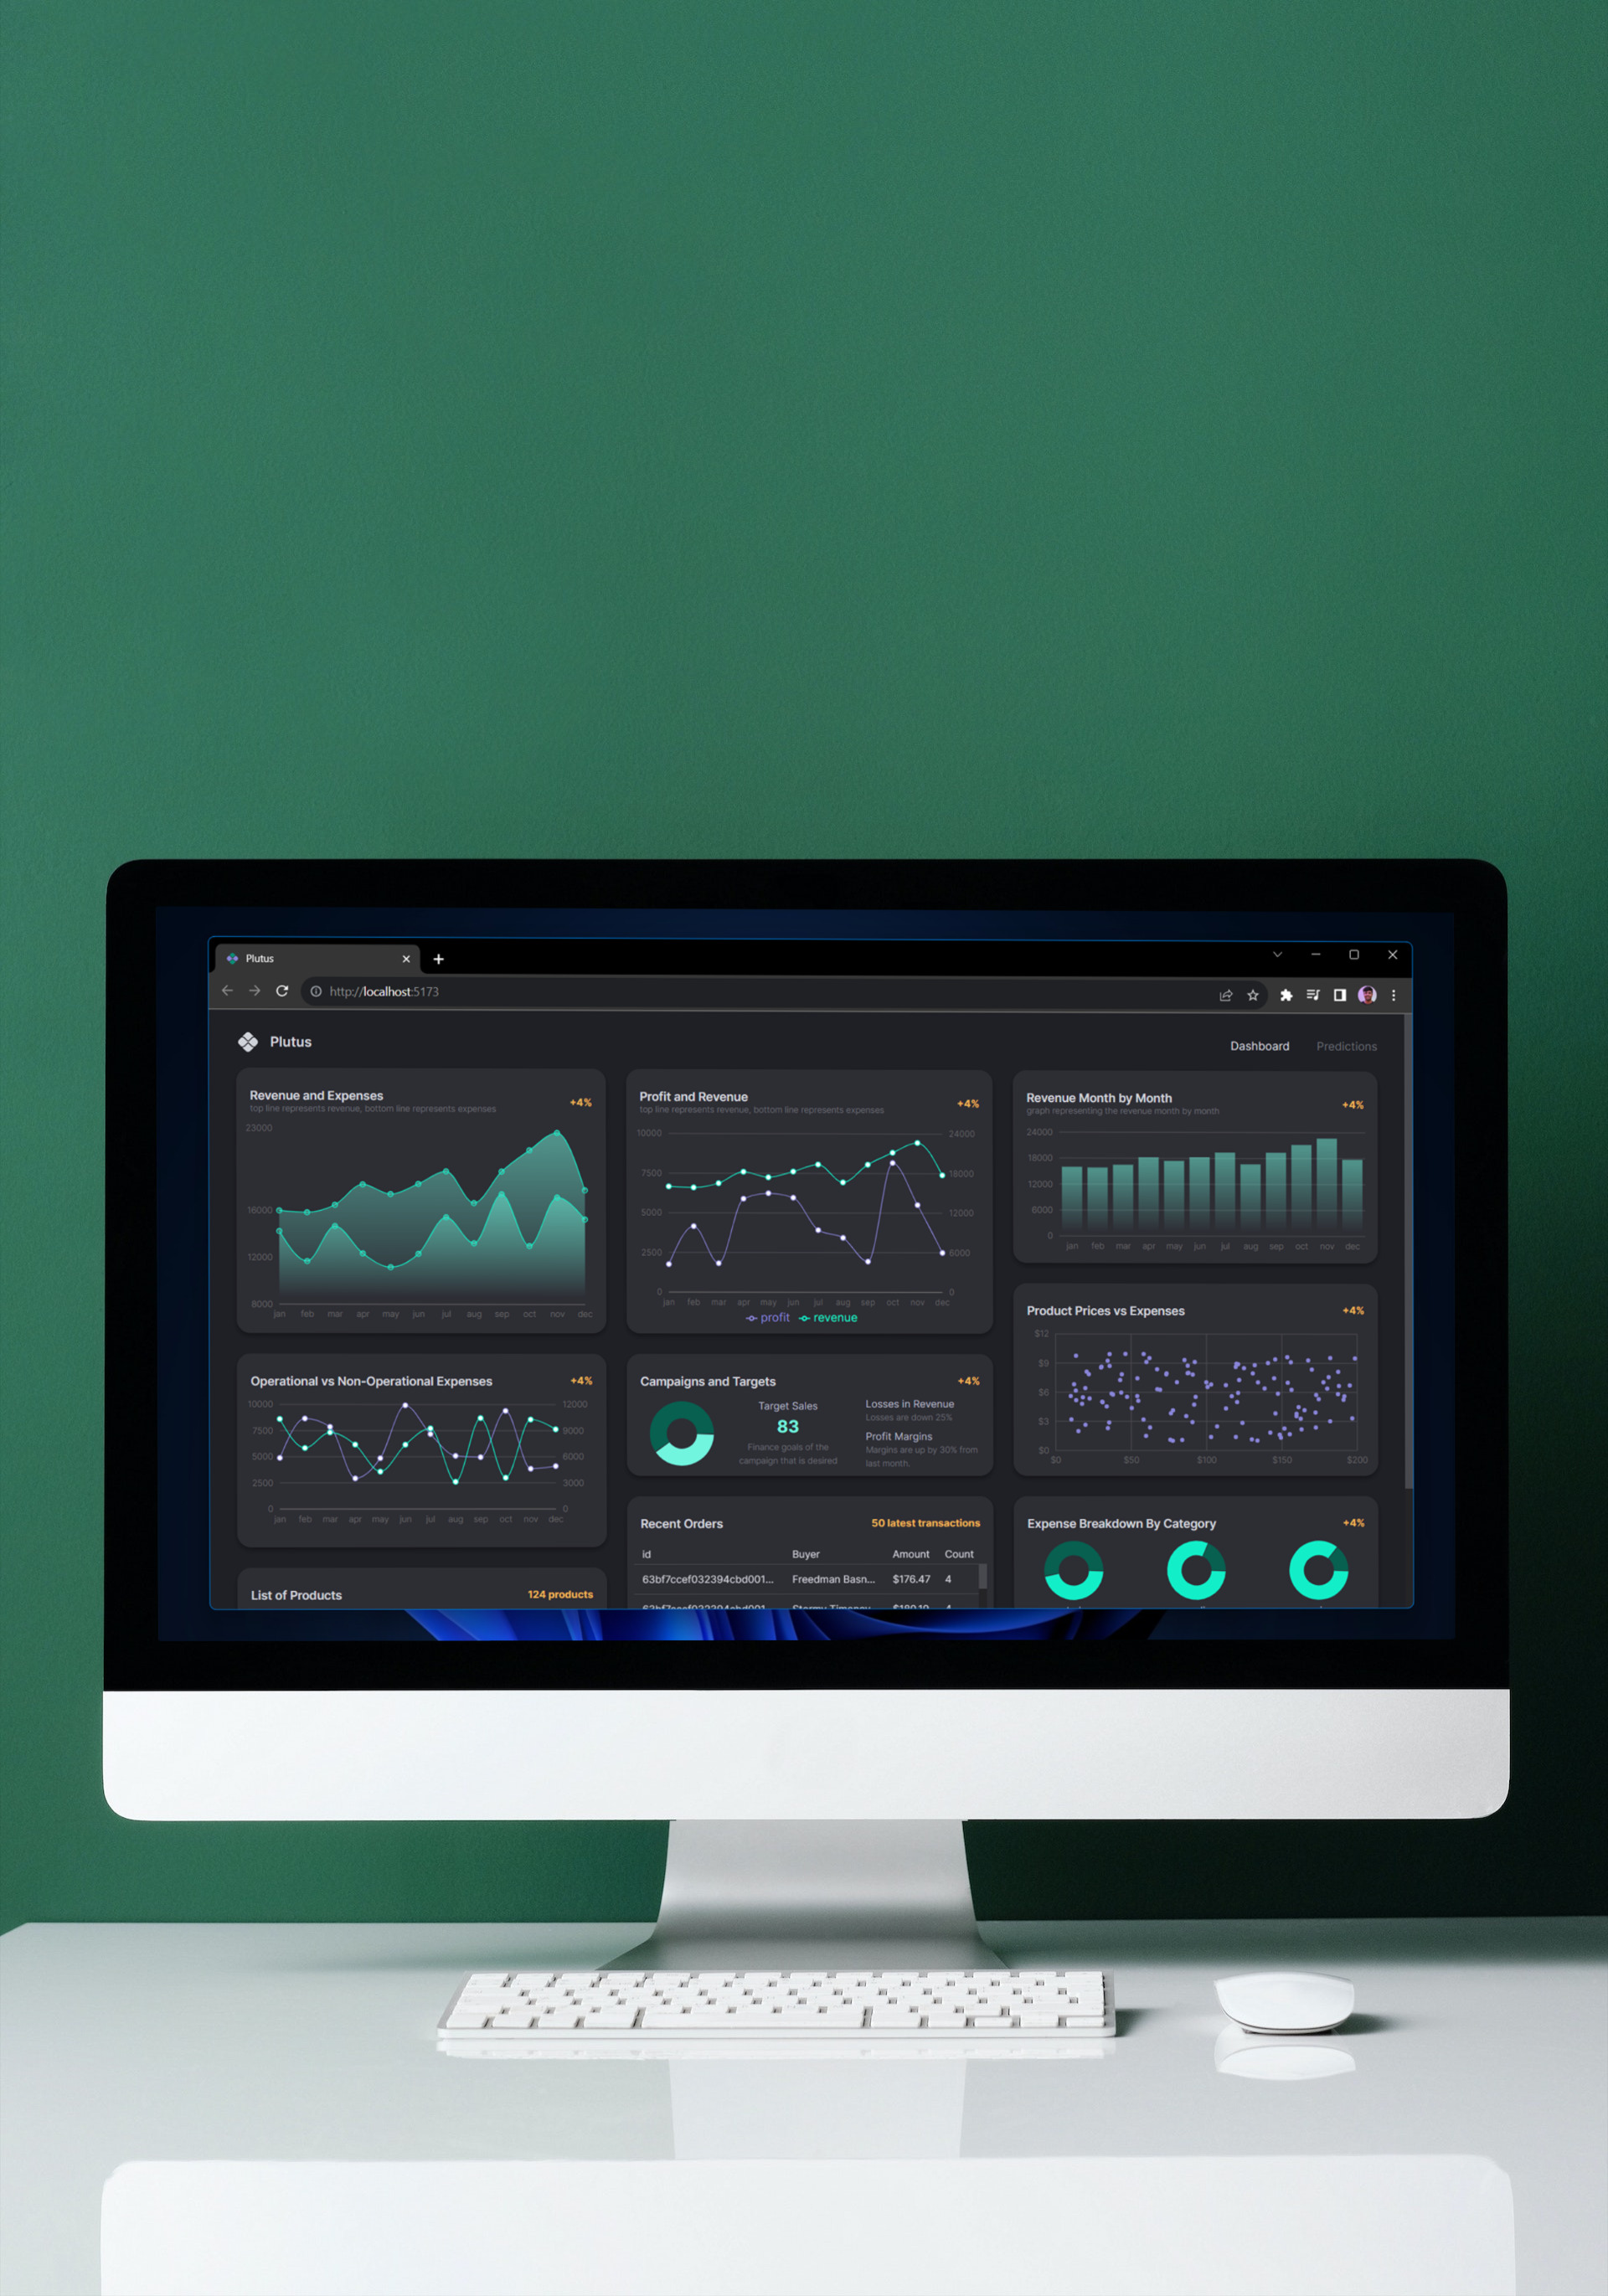 Plutus
http://localhost:5173
Plutus
Dashboard
Predictions
Revenue and Expenses
+4%
top line represents revenue, bottom line represents expenses
23000
16000
12000
8000
jan feb mar apr may jun jul aug sep oct nov dec
Profit and Revenue
+4%
top line represents revenue, bottom line represents expenses
10000
7500
5000
2500
0
24000
18000
12000
6000
0
jan feb mar apr may jun jul aug sep oct nov dec
profit revenue
Revenue Month by Month
+4%
graph representing the revenue month by month
24000
18000
12000
6000
0
jan feb mar apr may jun jul aug sep oct nov dec
Operational vs Non-Operational Expenses
+4%
10000
7500
5000
2500
0
12000
9000
6000
3000
0
jan feb mar apr may jun jul aug sep oct nov dec
Campaigns and Targets
+4%
Target Sales
83
Finance goals of the
campaign that is desired
Losses in Revenue
Losses are down 25%
Profit Margins
Margins are up by 30% from
last month.
Product Prices vs Expenses
+4%
$12
$9
$6
$3
$0
$0 $50 $100 $150 $200
Recent Orders
50 latest transactions
id Buyer Amount Count
63bf7ccef032394cbd001... Freedman Basn... $176.47 4
Expense Breakdown By Category
+4%
List of Products
124 products